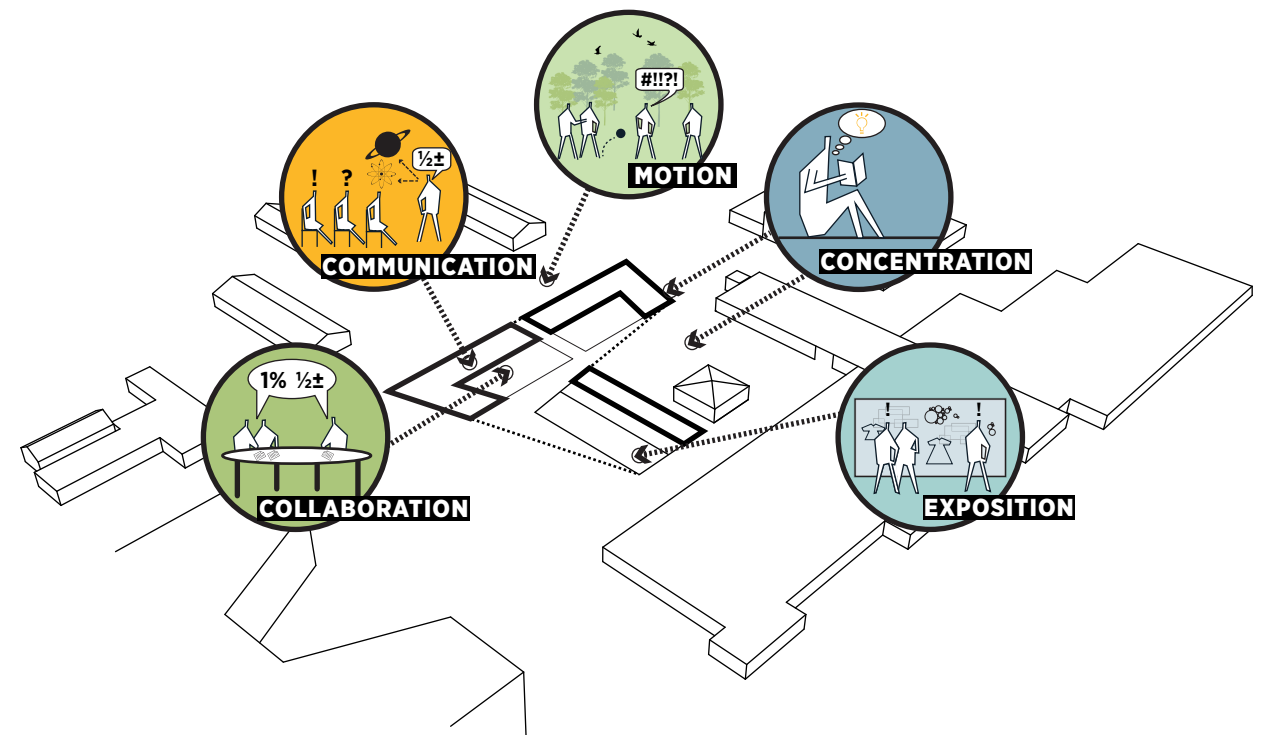 #!!?!
MOTION
! ?
½±
COMMUNICATION
CONCENTRATION
1% ½±
COLLABORATION
! !
EXPOSITION